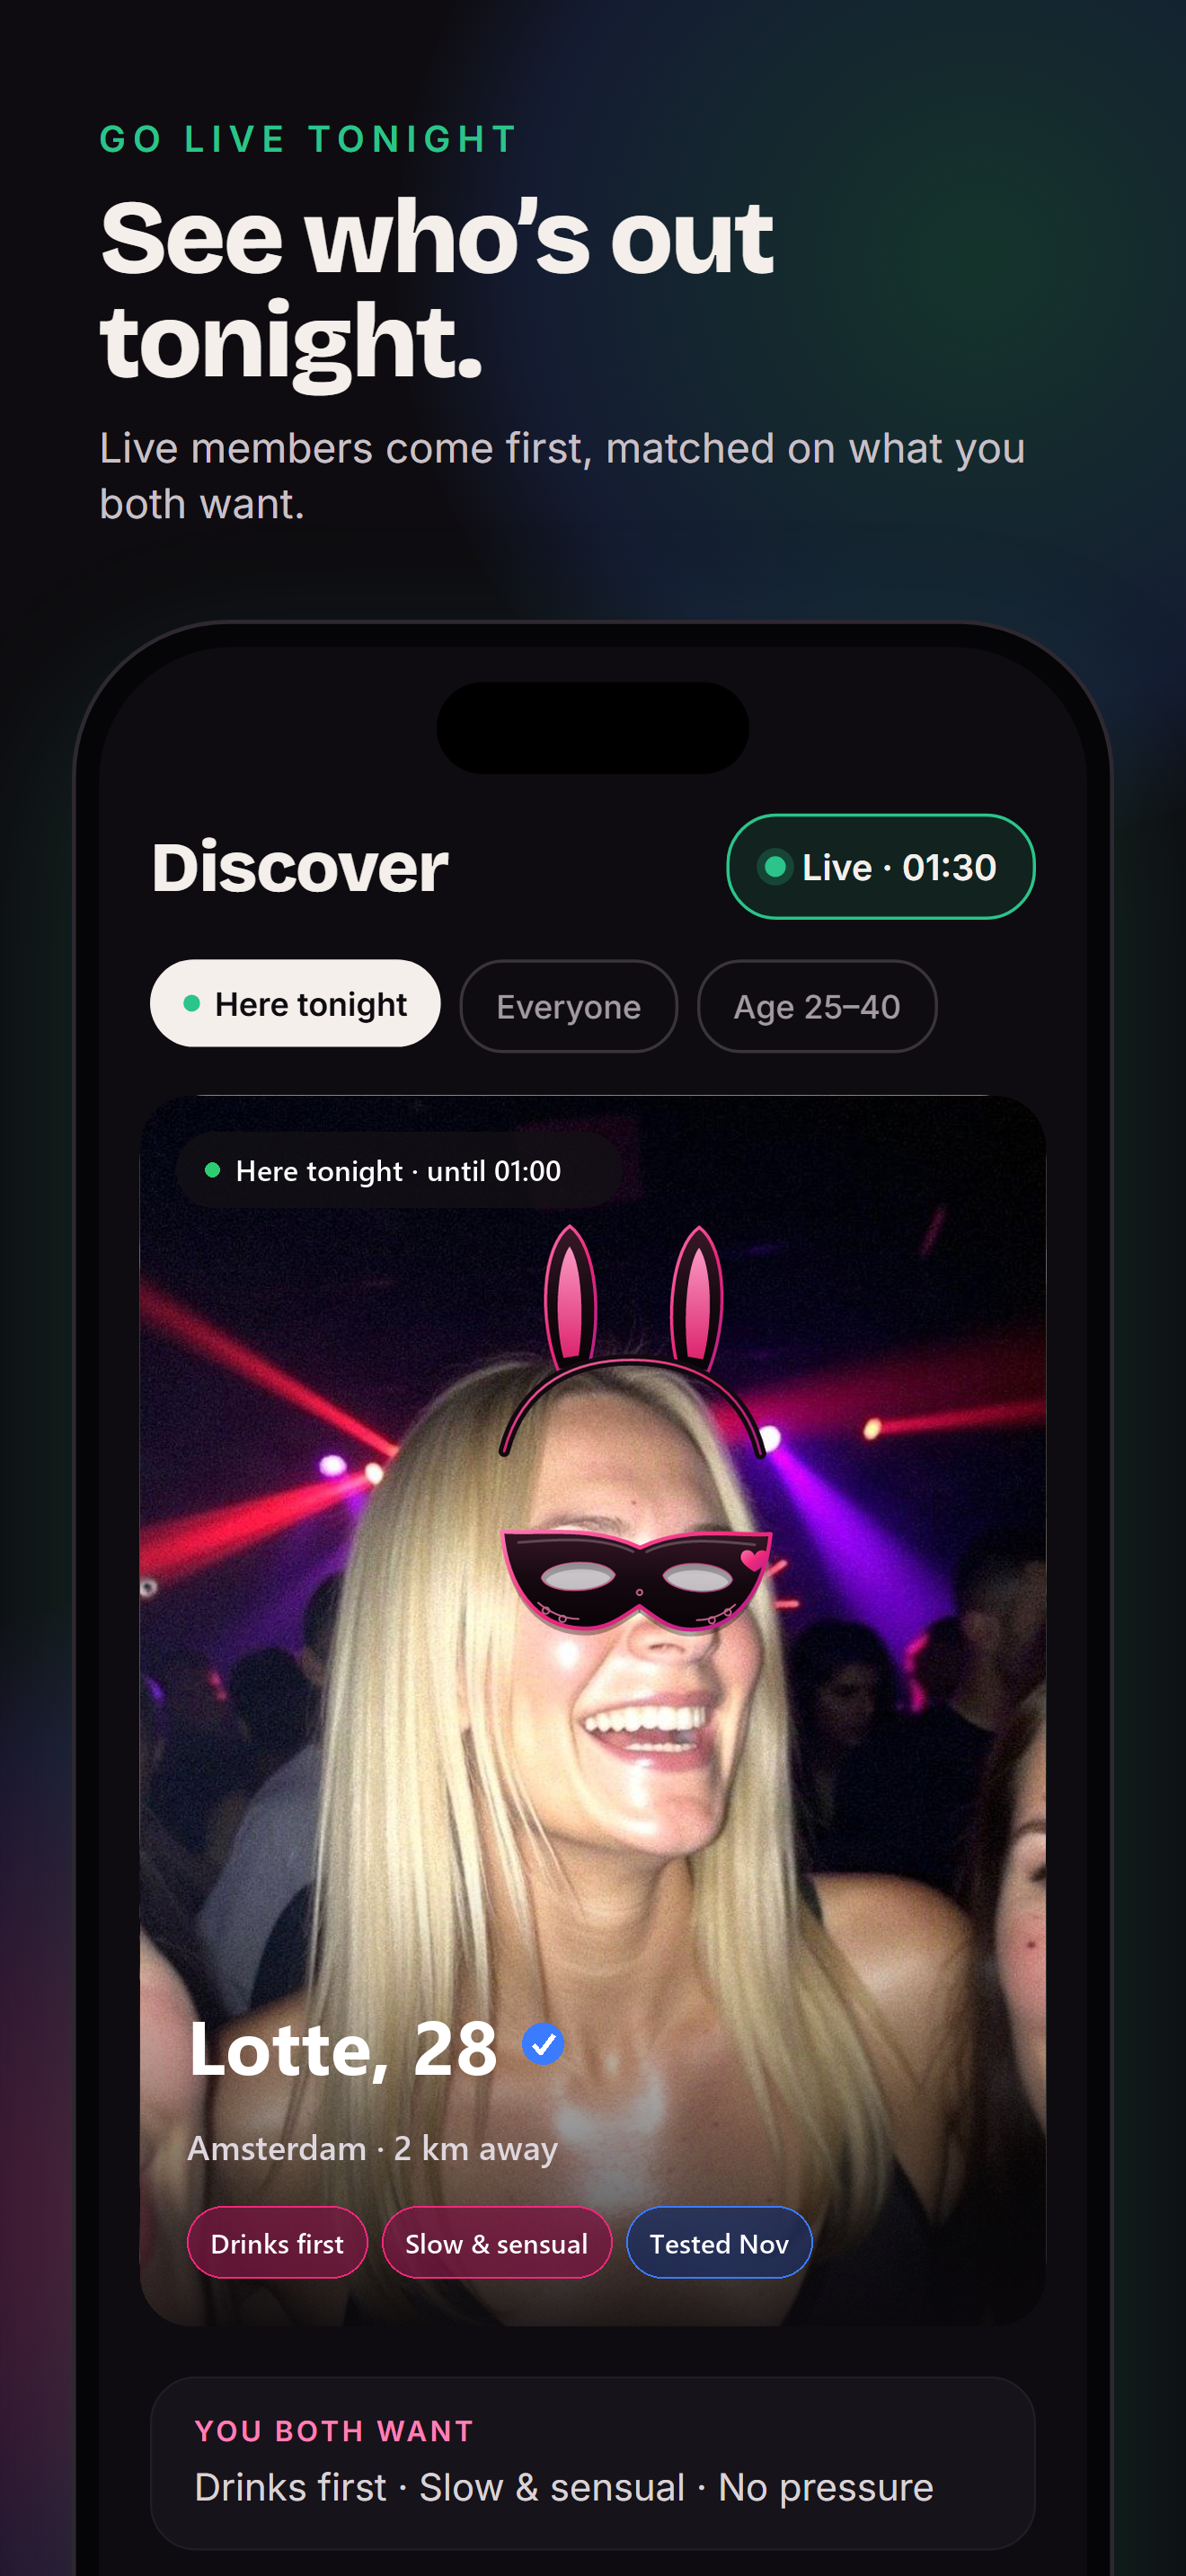 GO LIVE TONIGHT
See who’s out
tonight.
Live members come first, matched on what you
both want.
Discover
Live · 01:30
Here tonight
Everyone
Age 25–40
Here tonight · until 01:00
Lotte, 28
Amsterdam · 2 km away
Drinks first
Slow & sensual
Tested Nov
YOU BOTH WANT
Drinks first · Slow & sensual · No pressure